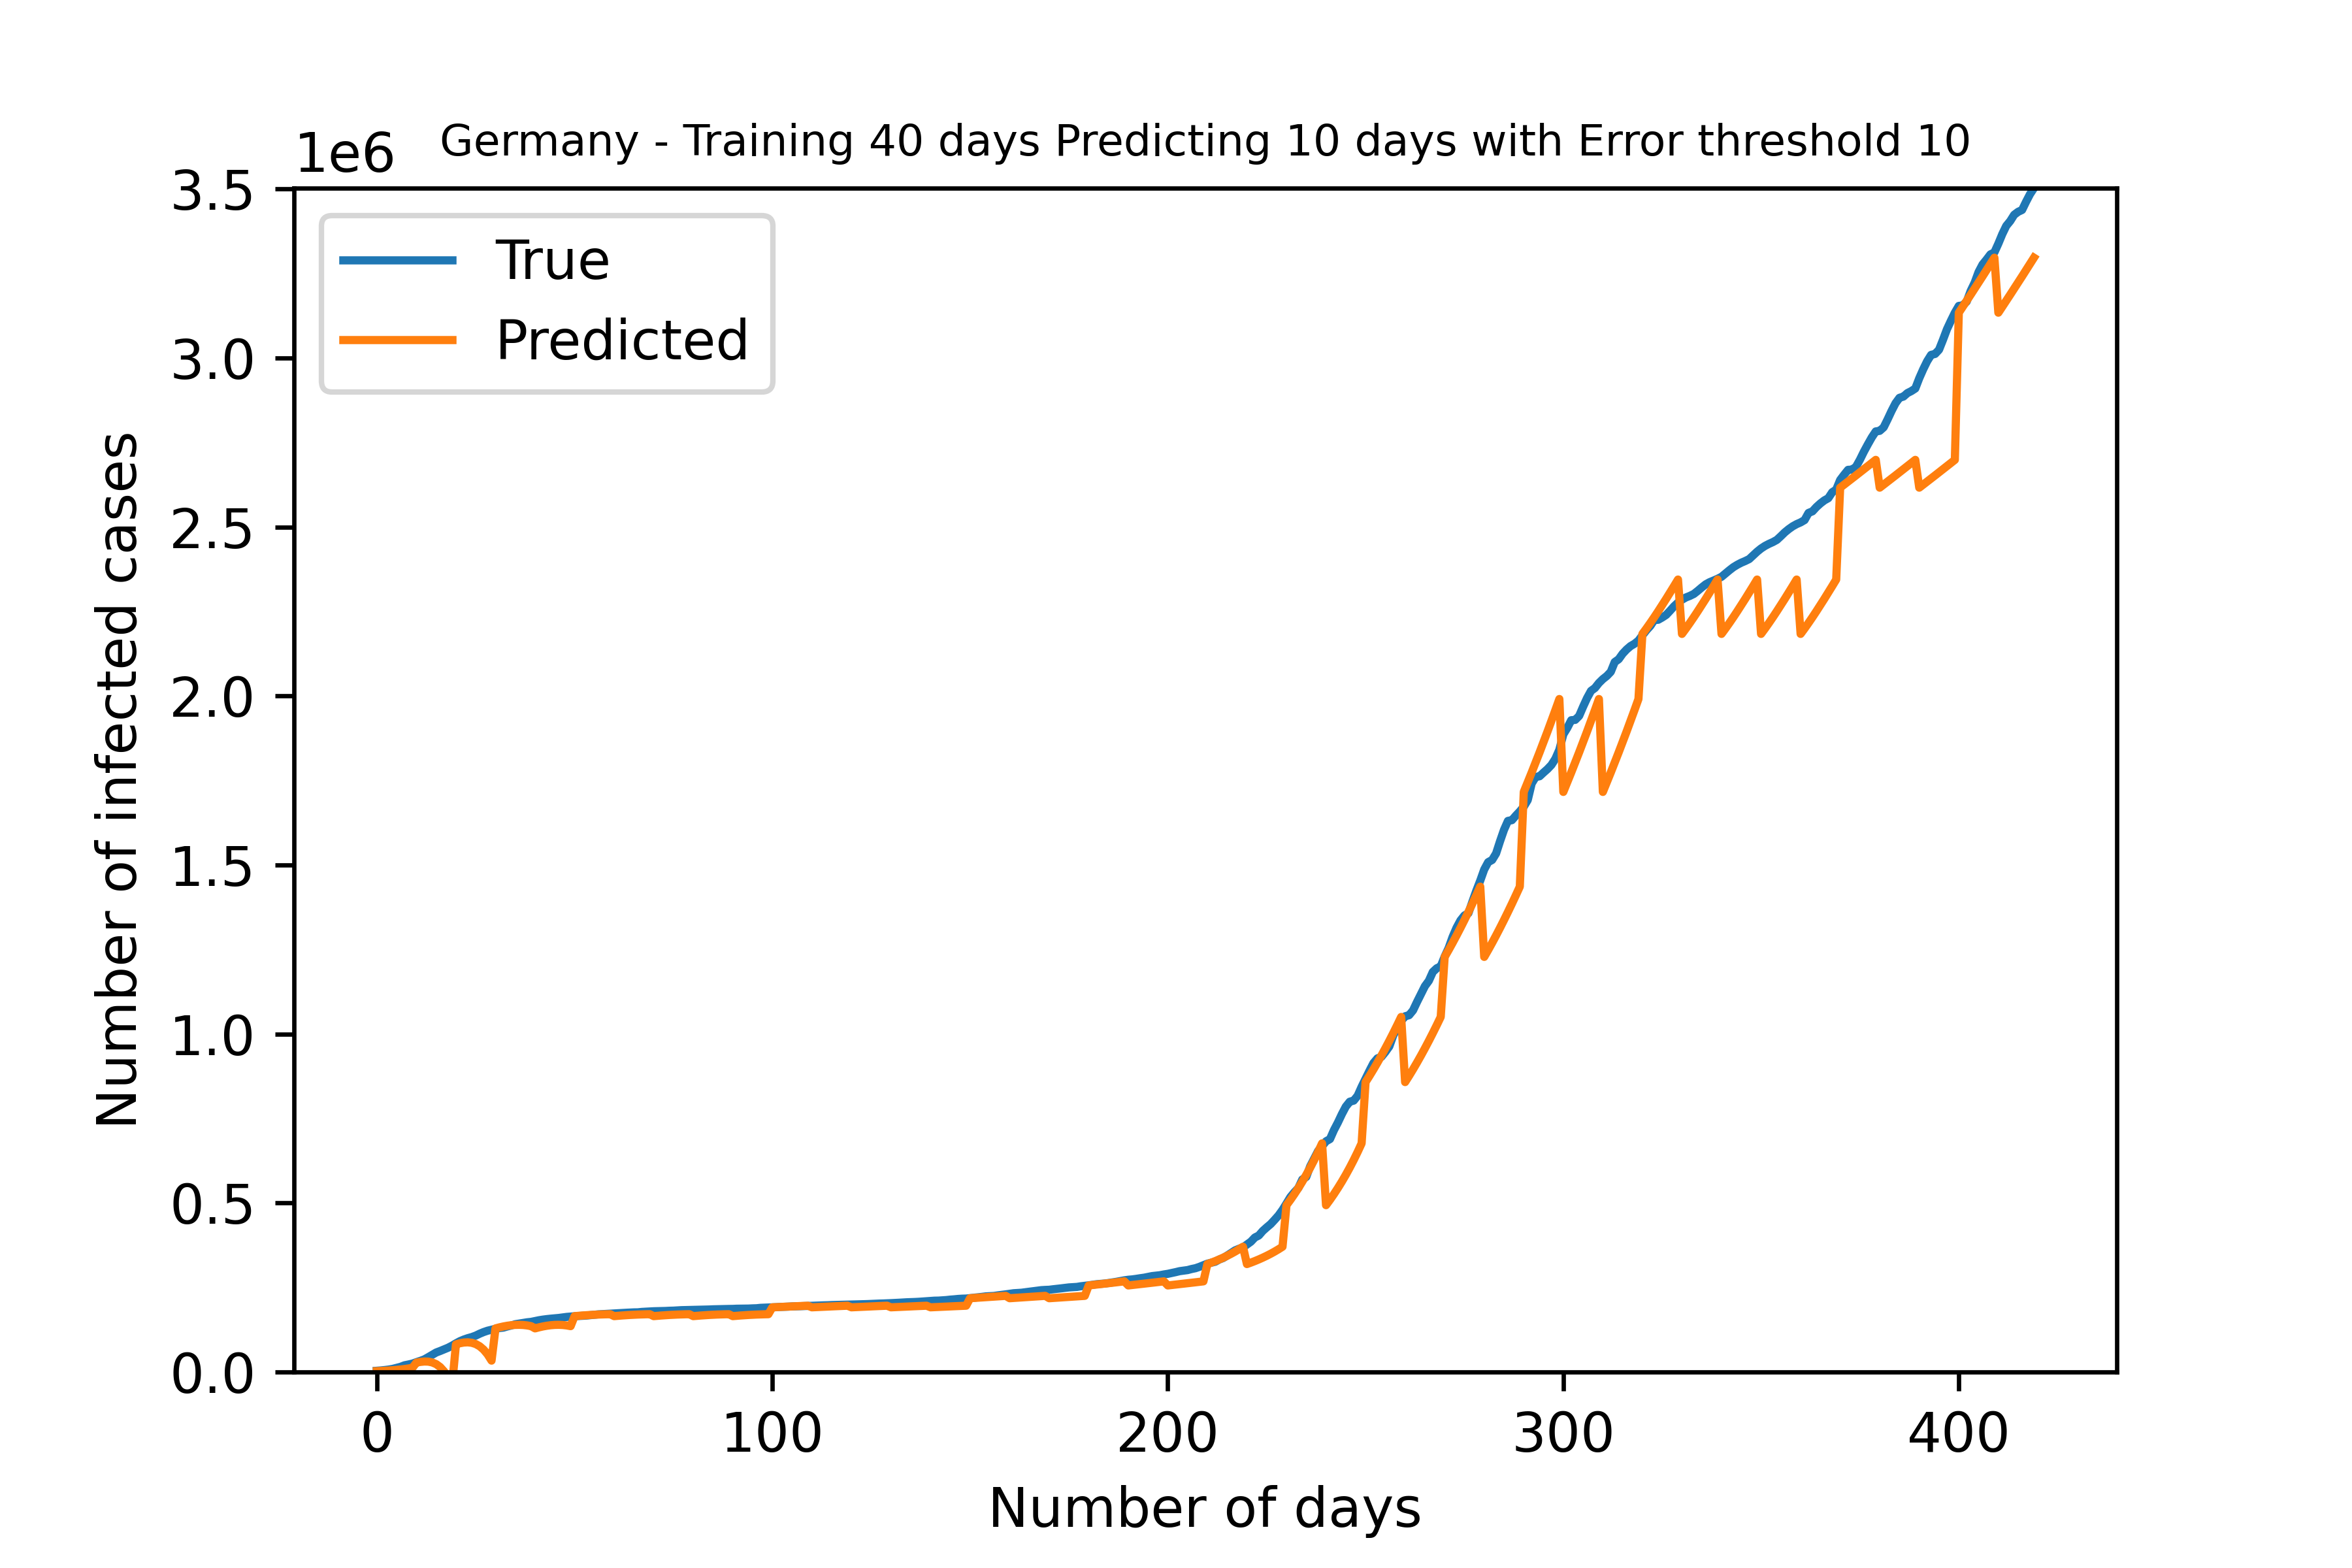 Germany - Training 40 days Predicting 10 days with Error threshold 10
1e6
3.5
3.0
2.5
2.0
1.5
1.0
0.5
0.0
True
Predicted
Number of infected cases
0 100 200 300 400
Number of days